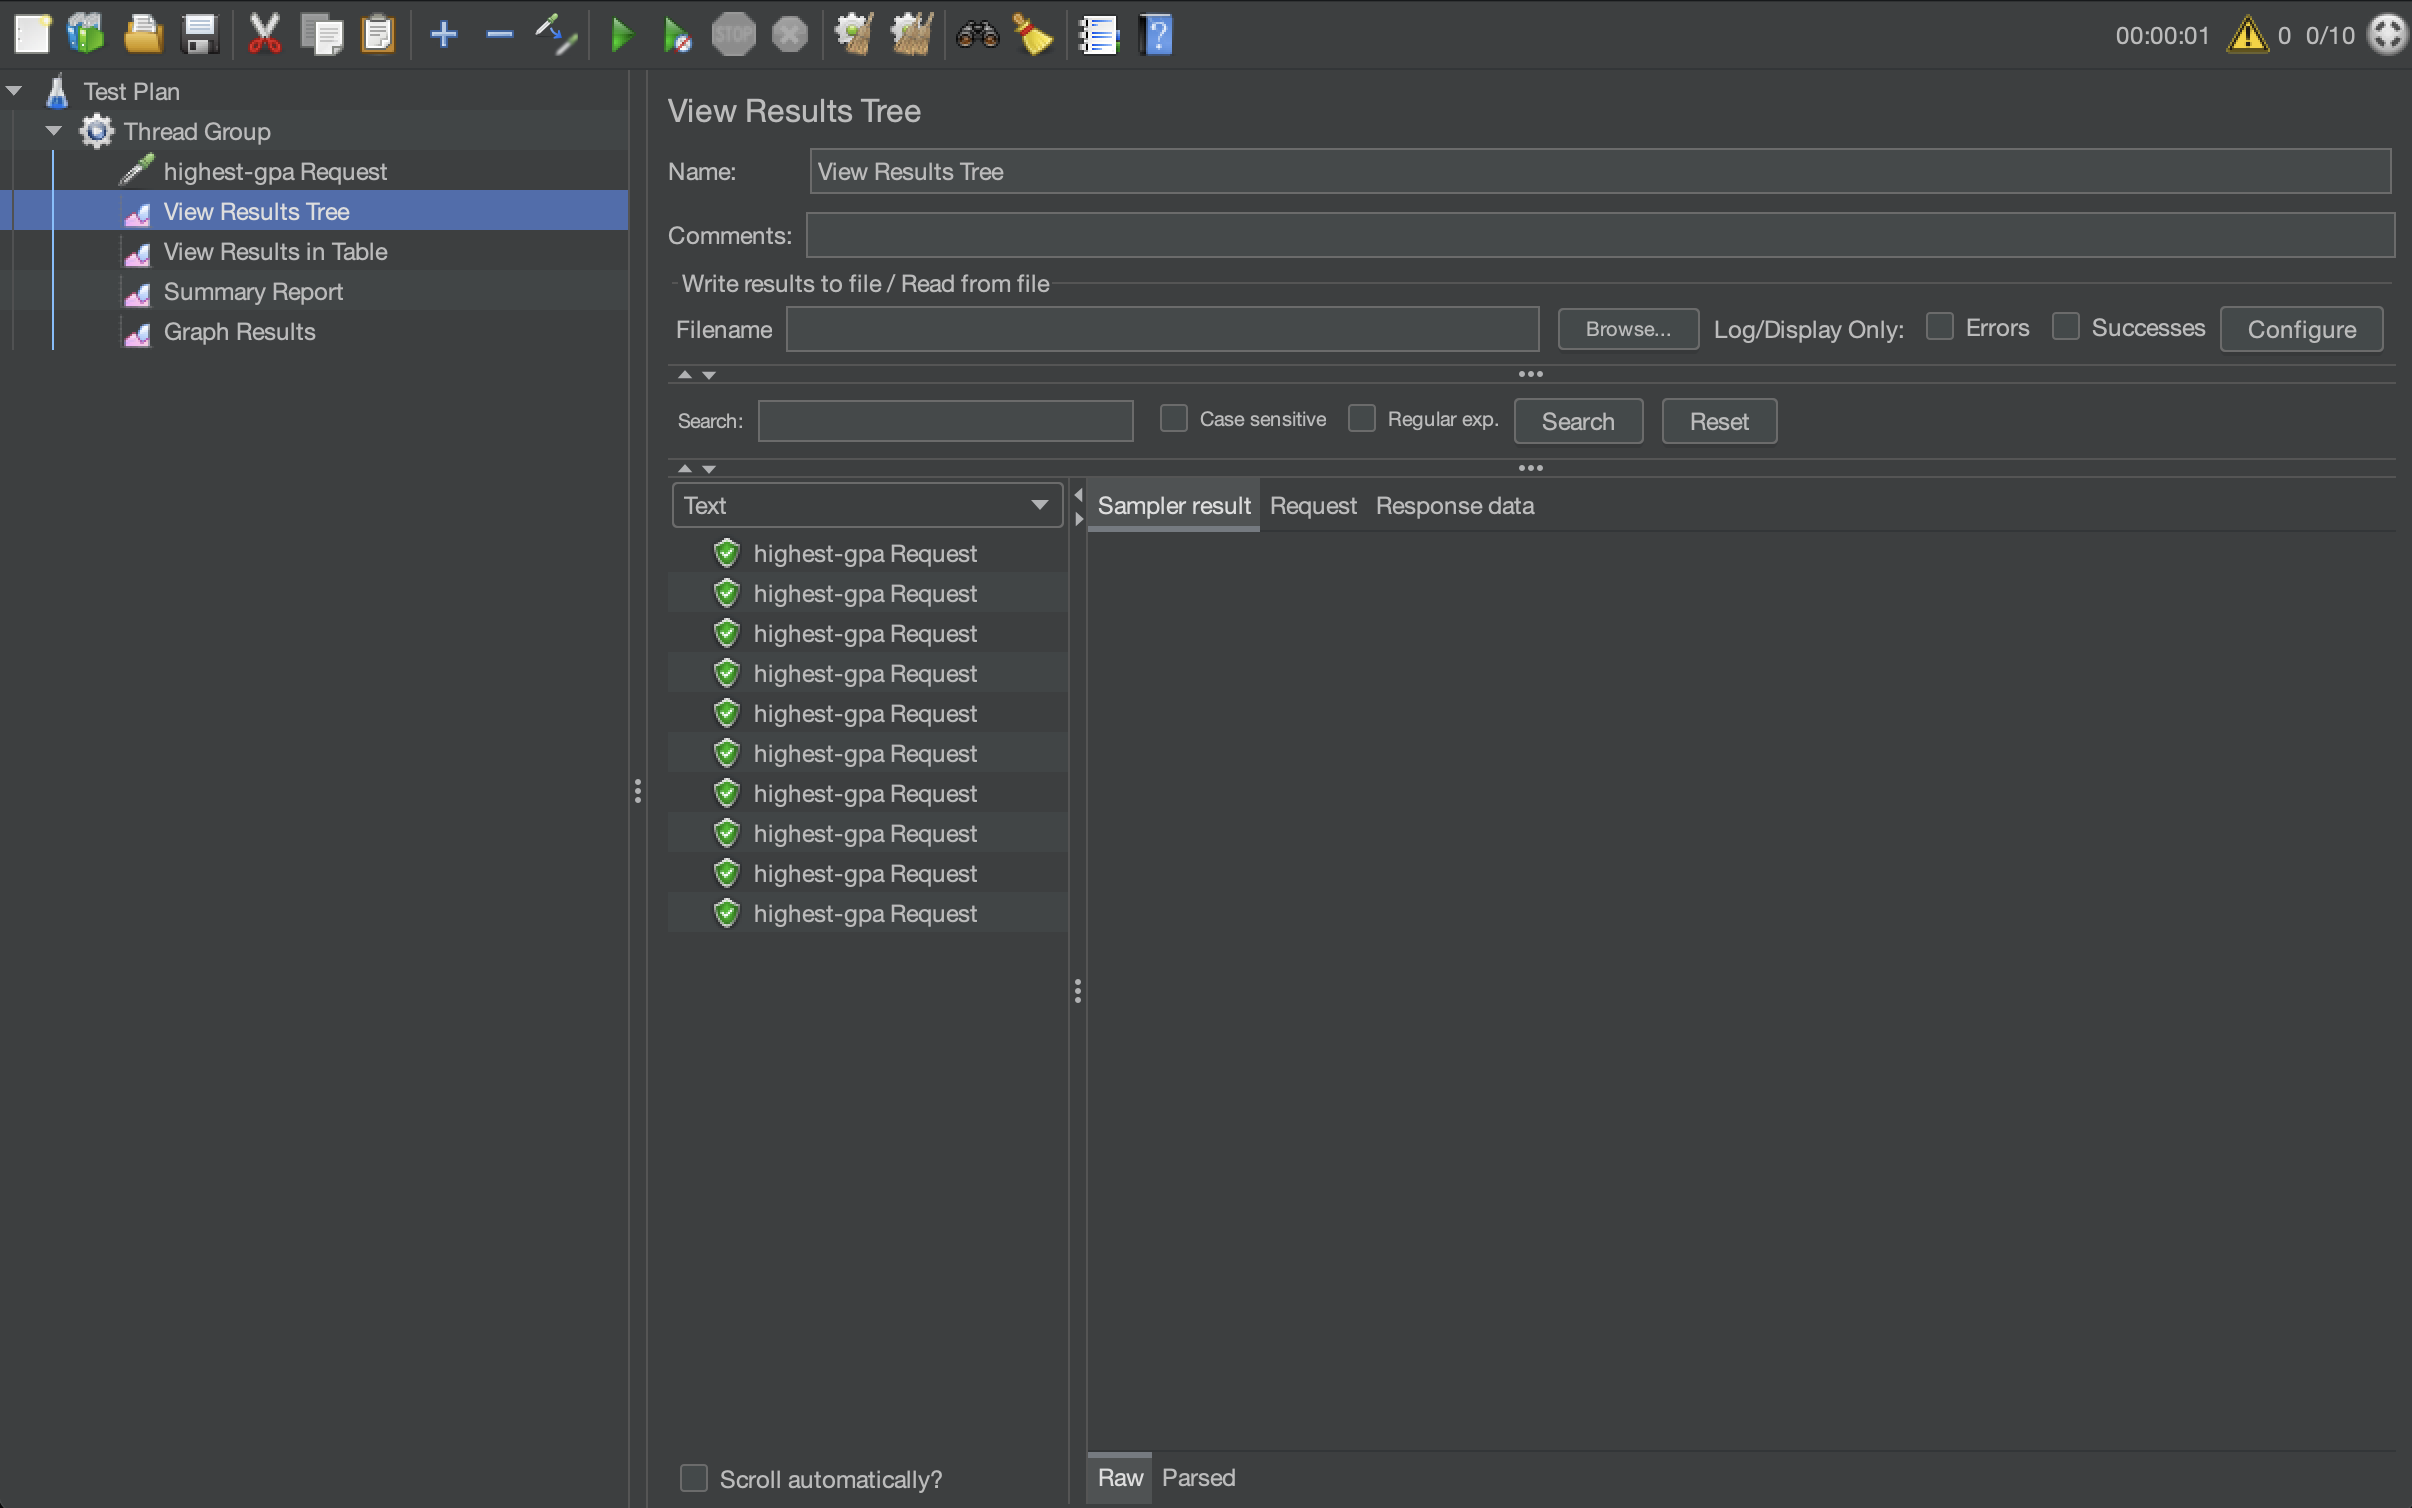 STOP
?
00:00:01 0 0/10
Test Plan
Thread Group
highest-gpa Request
View Results Tree
View Results in Table
Summary Report
Graph Results
View Results Tree
Name: View Results Tree
Comments:
Write results to file / Read from file
Filename Browse... Log/Display Only: Errors Successes Configure
Search: Case sensitive Regular exp. Search Reset
Text
Sampler result Request Response data
highest-gpa Request
highest-gpa Request
highest-gpa Request
highest-gpa Request
highest-gpa Request
highest-gpa Request
highest-gpa Request
highest-gpa Request
highest-gpa Request
highest-gpa Request
Scroll automatically?
Raw Parsed